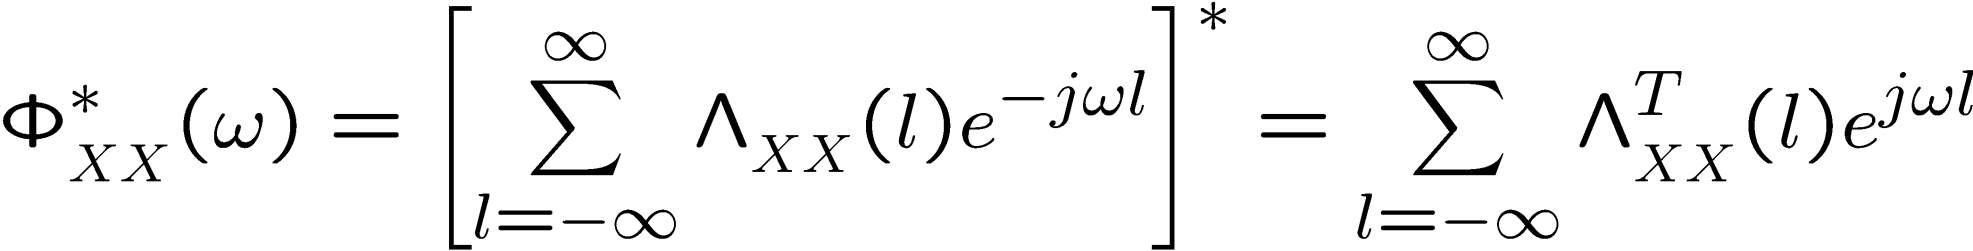 Φ*_{XX}(ω) = [∑_{l=−∞}^{∞} Λ_{XX}(l)e^{−jωl}]^* = ∑_{l=−∞}^{∞} Λ^T_{XX}(l)e^{jωl}